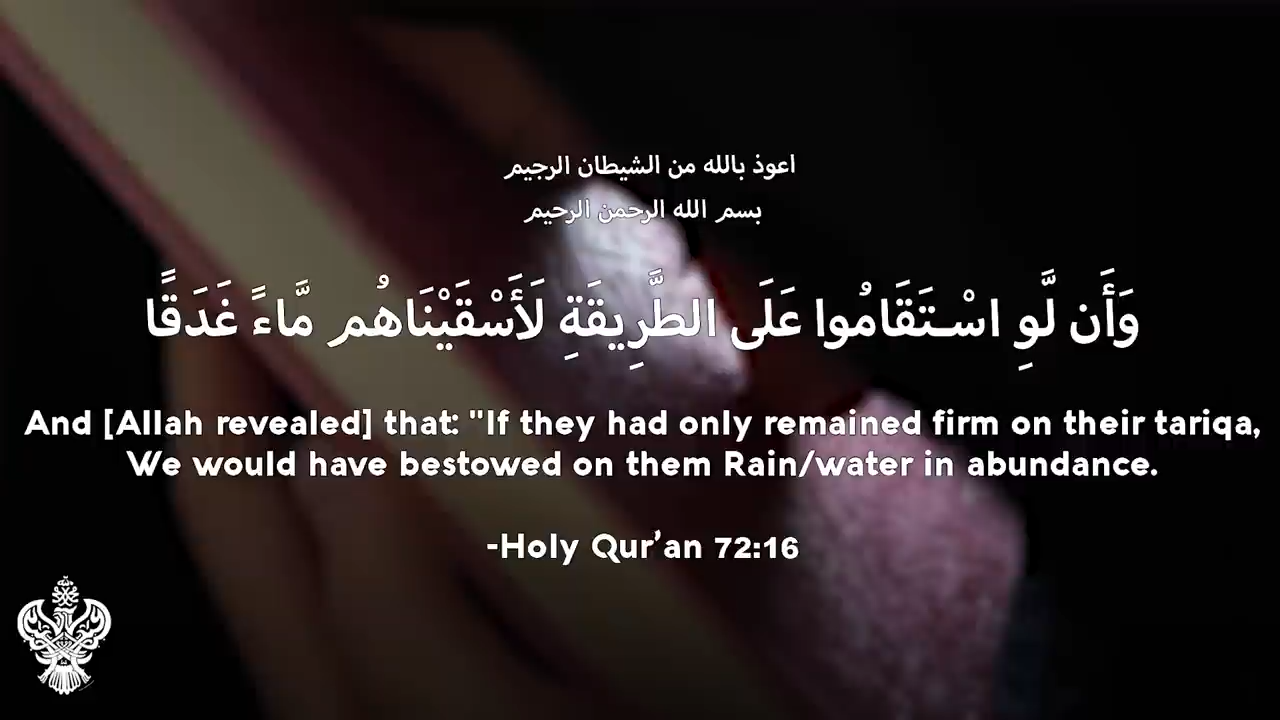 اعوذ بالله من الشيطان الرجيم
بسم الله الرحمن الرحيم
وَأَن لَّوِ اسْتَقَامُوا عَلَى الطَّرِيقَةِ لَأَسْقَيْنَاهُم مَّاءً غَدَقًا
And [Allah revealed] that: "If they had only remained firm on their tariqa,
We would have bestowed on them Rain/water in abundance.
-Holy Qur’an 72:16